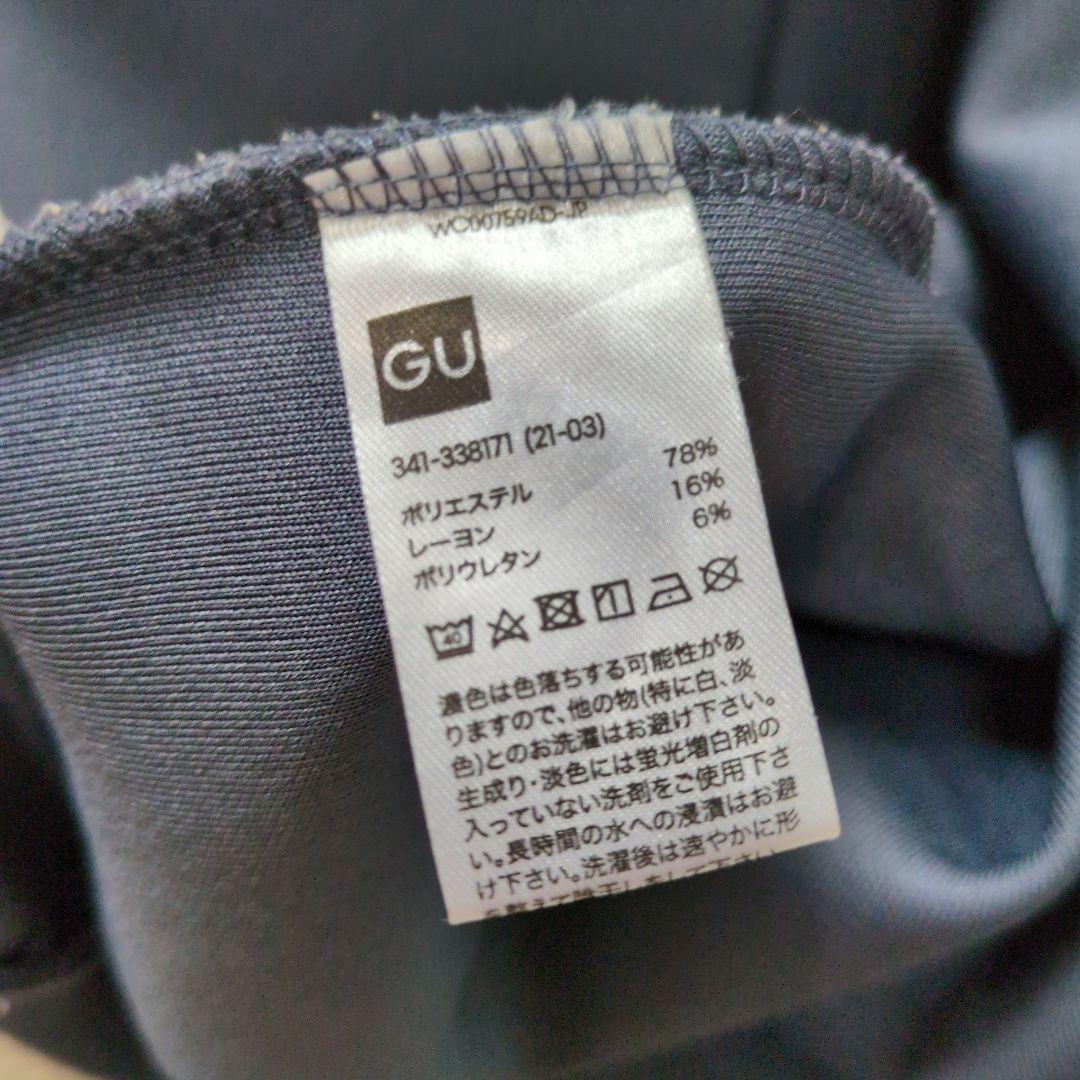 WC00759AD-JP
GU
341-338171 (21-03)
ポリエステル 78%
レーヨン 16%
ポリウレタン 6%
40
濃色は色落ちする可能性があ
りますので、他の物(特に白、淡
色)とのお洗濯はお避け下さい。
生成り・淡色には蛍光増白剤の
入っていない洗剤をご使用下さ
い。長時間の水への浸漬はお避
け下さい。洗濯後は速やかに形